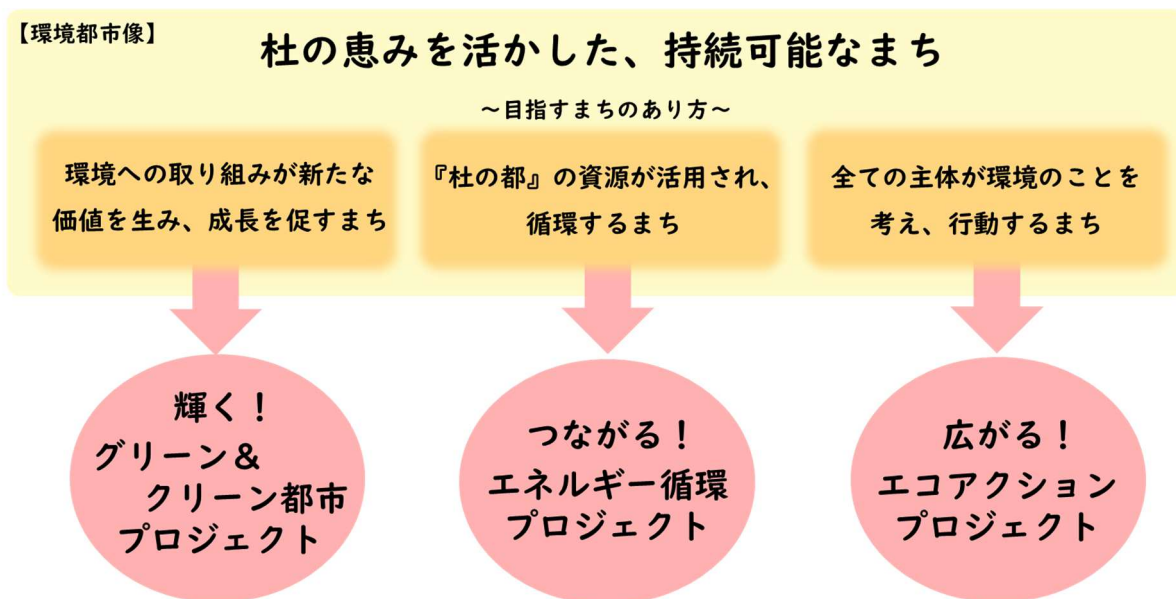 【環境都市像】
杜の恵みを活かした、持続可能なまち
～目指すまちのあり方～
環境への取り組みが新たな
価値を生み、成長を促すまち
『杜の都』の資源が活用され、
循環するまち
全ての主体が環境のことを
考え、行動するまち
輝く！
グリーン＆
クリーン都市
プロジェクト
つながる！
エネルギー循環
プロジェクト
広がる！
エコアクション
プロジェクト